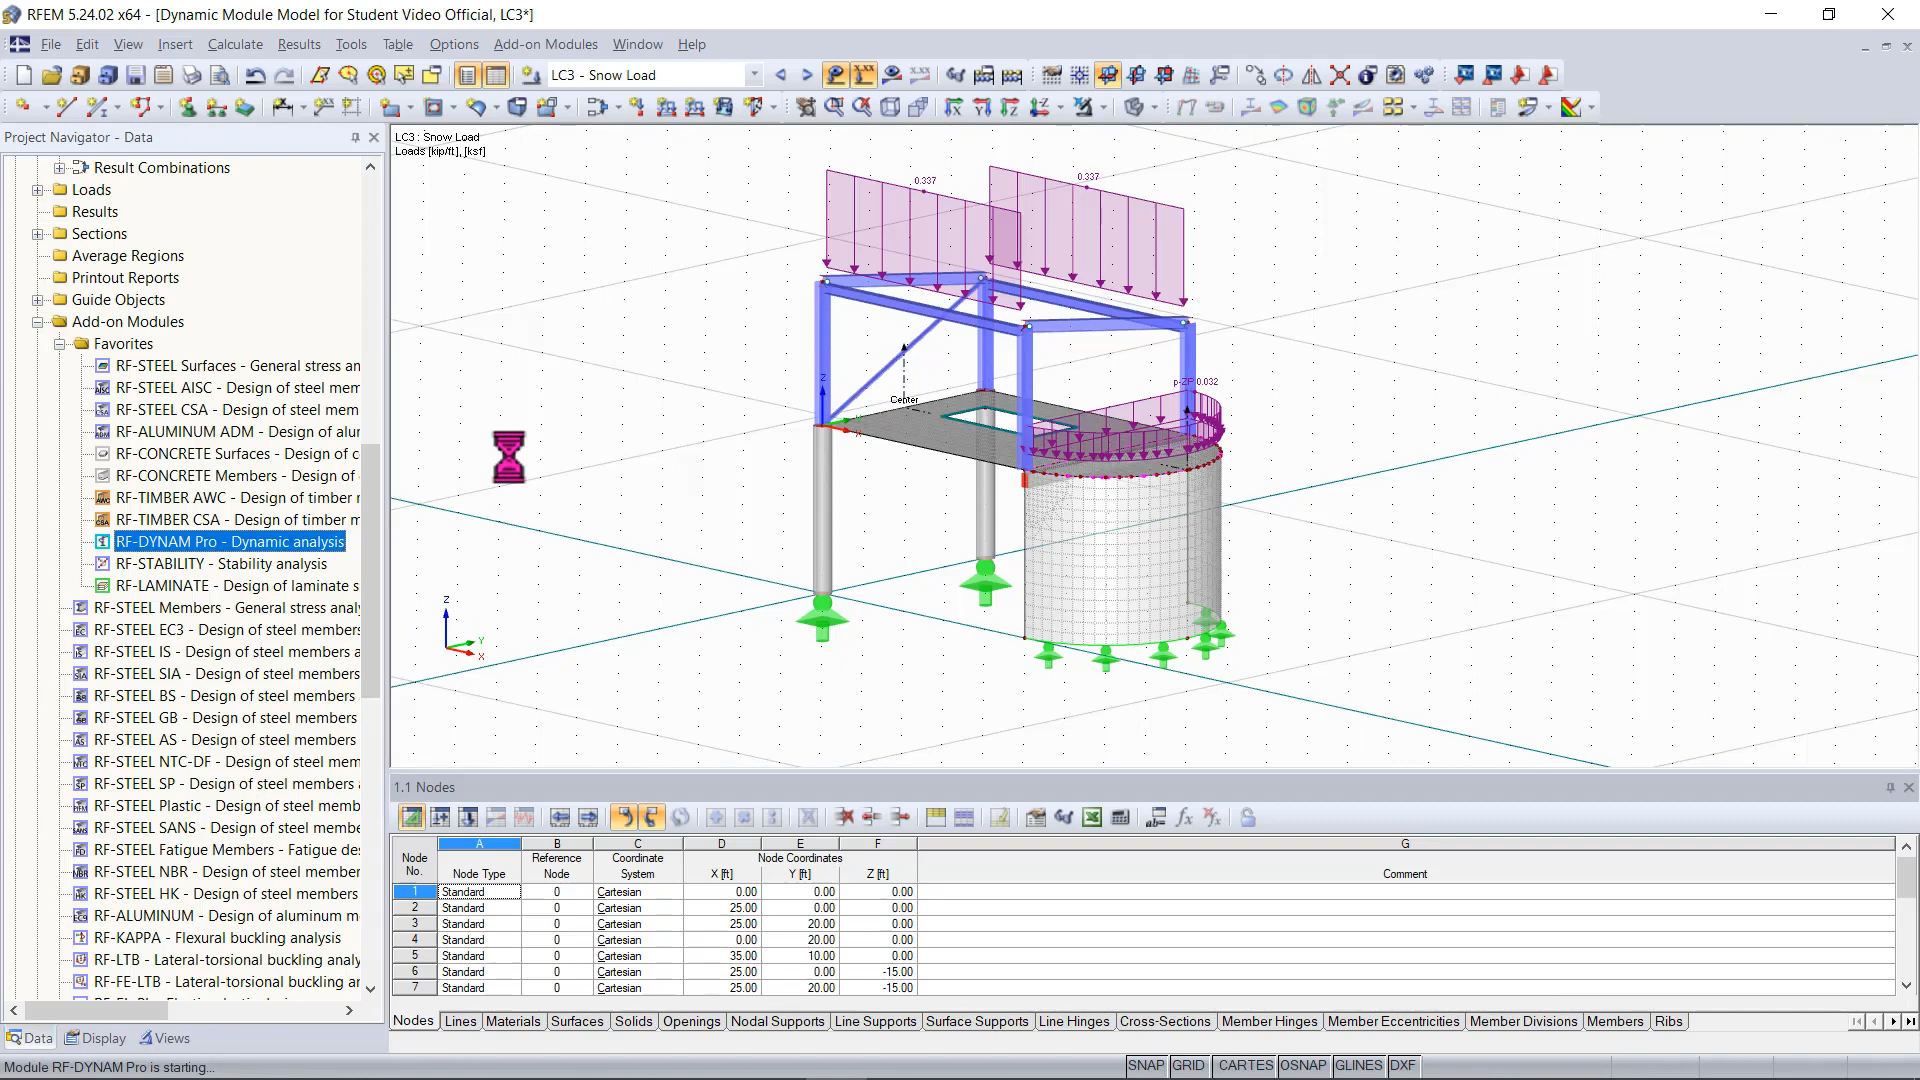 RFEM 5.24.02 x64 - [Dynamic Module Model for Student Video Official, LC3*]
File Edit View Insert Calculate Results Tools Table Options Add-on Modules Window Help
LC3 - Snow Load
Project Navigator - Data
Result Combinations
Loads
Results
Sections
Average Regions
Printout Reports
Guide Objects
Add-on Modules
Favorites
RF-STEEL Surfaces - General stress an
RF-STEEL AISC - Design of steel mem
RF-STEEL CSA - Design of steel mem
RF-ALUMINUM ADM - Design of alur
RF-CONCRETE Surfaces - Design of c
RF-CONCRETE Members - Design of
RF-TIMBER AWC - Design of timber r
RF-TIMBER CSA - Design of timber m
RF-DYNAM Pro - Dynamic analysis
RF-STABILITY - Stability analysis
RF-LAMINATE - Design of laminate s
RF-STEEL Members - General stress analy
RF-STEEL EC3 - Design of steel members
RF-STEEL IS - Design of steel members a
RF-STEEL SIA - Design of steel members
RF-STEEL BS - Design of steel members
RF-STEEL GB - Design of steel members
RF-STEEL AS - Design of steel members
RF-STEEL NTC-DF - Design of steel mem
RF-STEEL SP - Design of steel members
RF-STEEL Plastic - Design of steel memb
RF-STEEL SANS - Design of steel membe
RF-STEEL Fatigue Members - Fatigue des
RF-STEEL NBR - Design of steel members
RF-STEEL HK - Design of steel members
RF-ALUMINUM - Design of aluminum m
RF-KAPPA - Flexural buckling analysis
RF-LTB - Lateral-torsional buckling analy
RF-FE-LTB - Lateral-torsional buckling ar
Data Display Views
LC3 : Snow Load
Loads [kip/ft], [ksf]
0.337
0.337
p-ZP 0.032
Center
Z
X
Z
Y
X
1.1 Nodes
A B C D E F G
Node Reference Coordinate Node Coordinates
No. Node Type Node System X [ft] Y [ft] Z [ft] Comment
1 Standard 0 Cartesian 0.00 0.00 0.00
2 Standard 0 Cartesian 25.00 0.00 0.00
3 Standard 0 Cartesian 25.00 20.00 0.00
4 Standard 0 Cartesian 0.00 20.00 0.00
5 Standard 0 Cartesian 35.00 10.00 0.00
6 Standard 0 Cartesian 25.00 0.00 -15.00
7 Standard 0 Cartesian 25.00 20.00 -15.00
Nodes Lines Materials Surfaces Solids Openings Nodal Supports Line Supports Surface Supports Line Hinges Cross-Sections Member Hinges Member Eccentricities Member Divisions Members Ribs
Module RF-DYNAM Pro is starting...
SNAP GRID CARTES OSNAP GLINES DXF